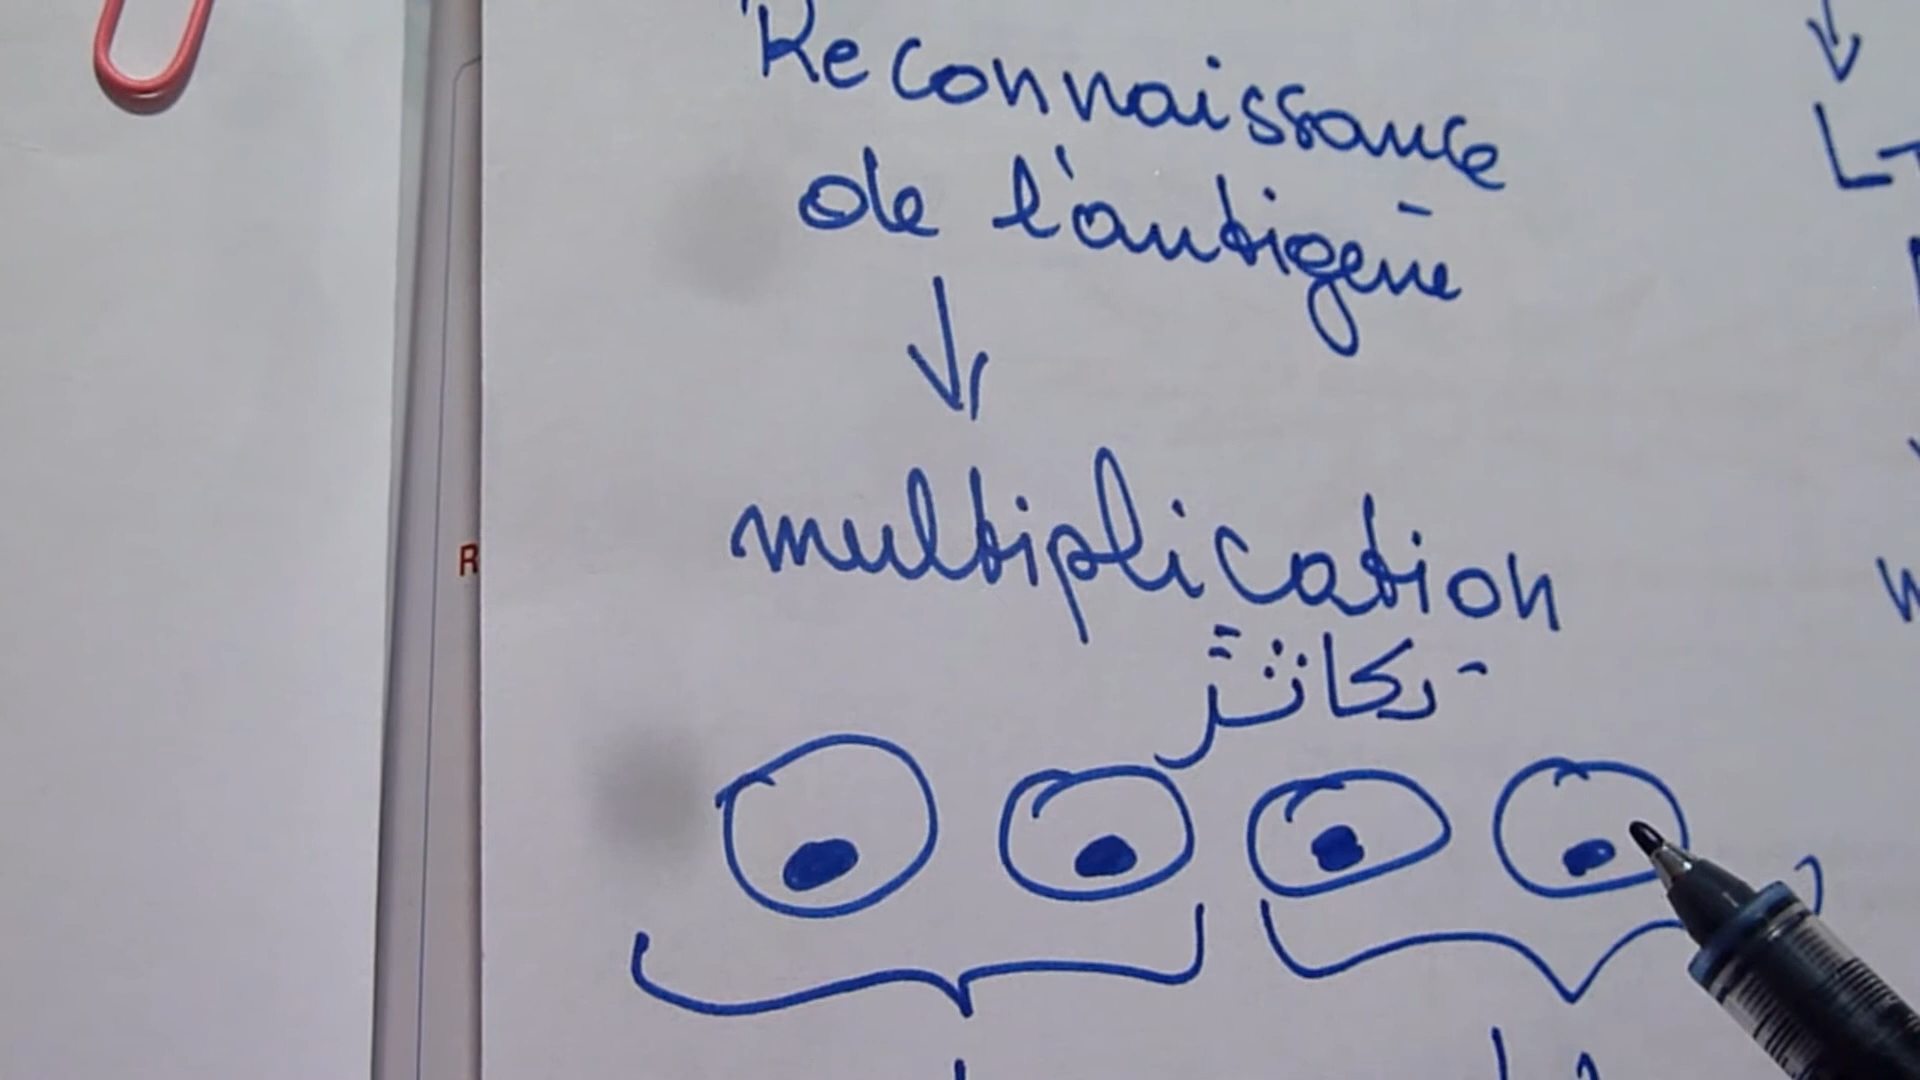 Reconnaissance
de l'antigène
multiplication
تكاثر
R